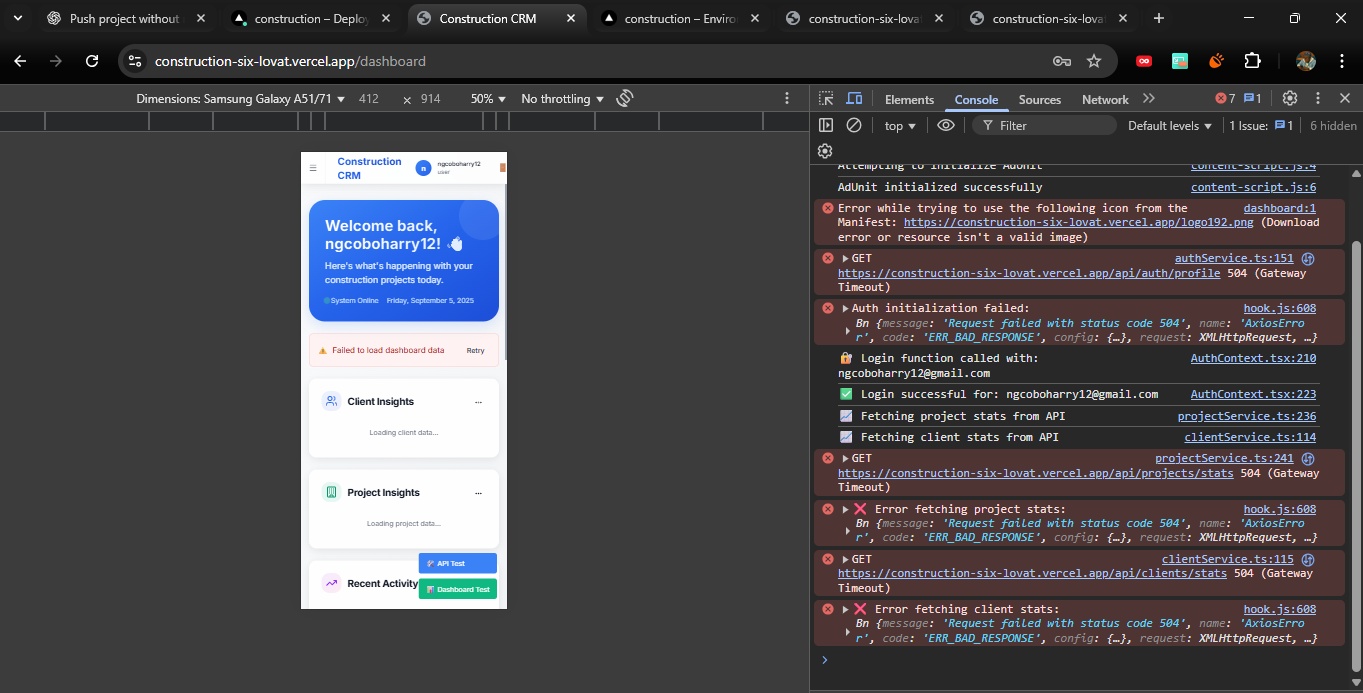 Push project without
construction – Deploy
Construction CRM
construction – Enviro
construction-six-lova
construction-six-lova
construction-six-lovat.vercel.app/dashboard
Dimensions: Samsung Galaxy A51/71
412
×
914
50%
No throttling
Elements
Console
Sources
Network
7
1
top
Filter
Default levels
1 Issue:
1
6 hidden
Construction
CRM
n
ngcoboharry12
user
Welcome back,
ngcoboharry12! 👋
Here's what's happening with your
construction projects today.
System Online
Friday, September 5, 2025
Failed to load dashboard data
Retry
Client Insights
...
Loading client data...
Project Insights
...
Loading project data...
Recent Activity
API Test
Dashboard Test
Attempting to initialize AdUnit
content-script.js:4
AdUnit initialized successfully
content-script.js:6
Error while trying to use the following icon from the
dashboard:1
Manifest: https://construction-six-lovat.vercel.app/logo192.png (Download
error or resource isn't a valid image)
GET
authService.ts:151
https://construction-six-lovat.vercel.app/api/auth/profile 504 (Gateway
Timeout)
Auth initialization failed:
hook.js:608
Bn {message: 'Request failed with status code 504', name: 'AxiosErro
r', code: 'ERR_BAD_RESPONSE', config: {…}, request: XMLHttpRequest, …}
🔐 Login function called with:
AuthContext.tsx:210
ngcoboharry12@gmail.com
✅ Login successful for: ngcoboharry12@gmail.com
AuthContext.tsx:223
📈 Fetching project stats from API
projectService.ts:236
📈 Fetching client stats from API
clientService.ts:114
GET
projectService.ts:241
https://construction-six-lovat.vercel.app/api/projects/stats 504 (Gateway
Timeout)
❌ Error fetching project stats:
hook.js:608
Bn {message: 'Request failed with status code 504', name: 'AxiosErro
r', code: 'ERR_BAD_RESPONSE', config: {…}, request: XMLHttpRequest, …}
GET
clientService.ts:115
https://construction-six-lovat.vercel.app/api/clients/stats 504 (Gateway
Timeout)
❌ Error fetching client stats:
hook.js:608
Bn {message: 'Request failed with status code 504', name: 'AxiosErro
r', code: 'ERR_BAD_RESPONSE', config: {…}, request: XMLHttpRequest, …}